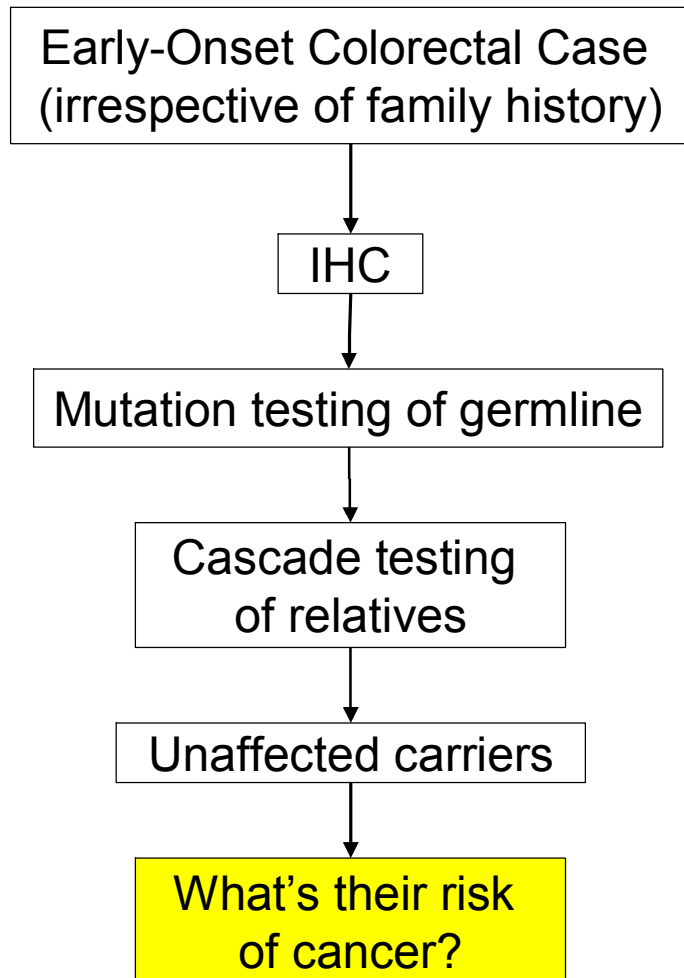 Early-Onset Colorectal Case
(irrespective of family history)
IHC
Mutation testing of germline
Cascade testing
of relatives
Unaffected carriers
What’s their risk
of cancer?